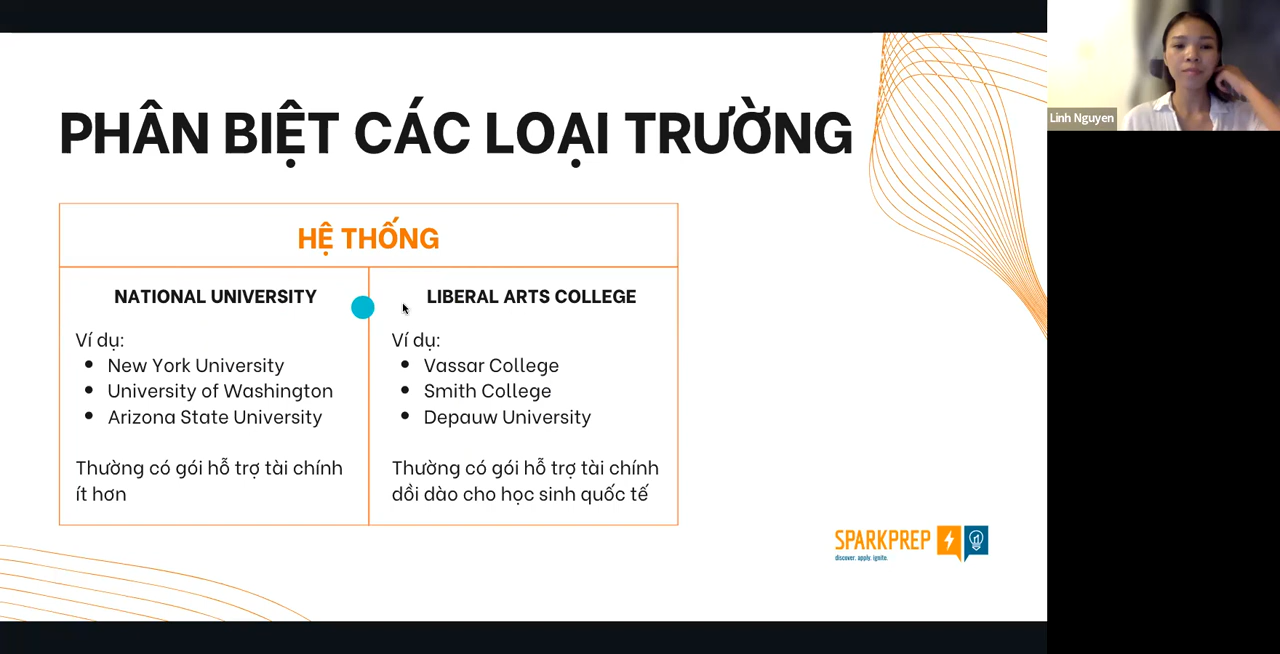 PHÂN BIỆT CÁC LOẠI TRƯỜNG
HỆ THỐNG
NATIONAL UNIVERSITY
Ví dụ:
New York University
University of Washington
Arizona State University
Thường có gói hỗ trợ tài chính
ít hơn
LIBERAL ARTS COLLEGE
Ví dụ:
Vassar College
Smith College
Depauw University
Thường có gói hỗ trợ tài chính
dồi dào cho học sinh quốc tế
SPARKPREP
discover. apply. ignite.
Linh Nguyen